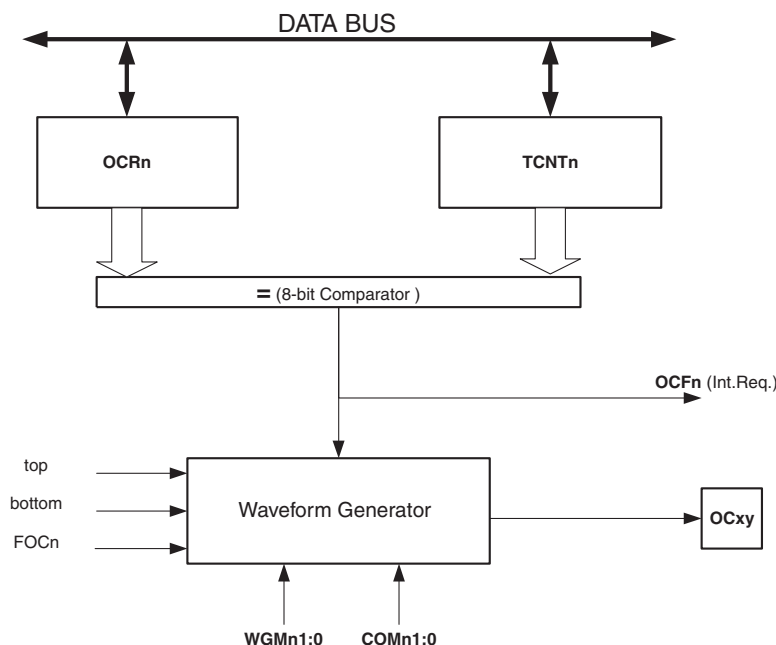 DATA BUS
OCRn
TCNTn
= (8-bit Comparator )
OCFn (Int.Req.)
top
bottom
FOCn
Waveform Generator
OCxy
WGMn1:0
COMn1:0